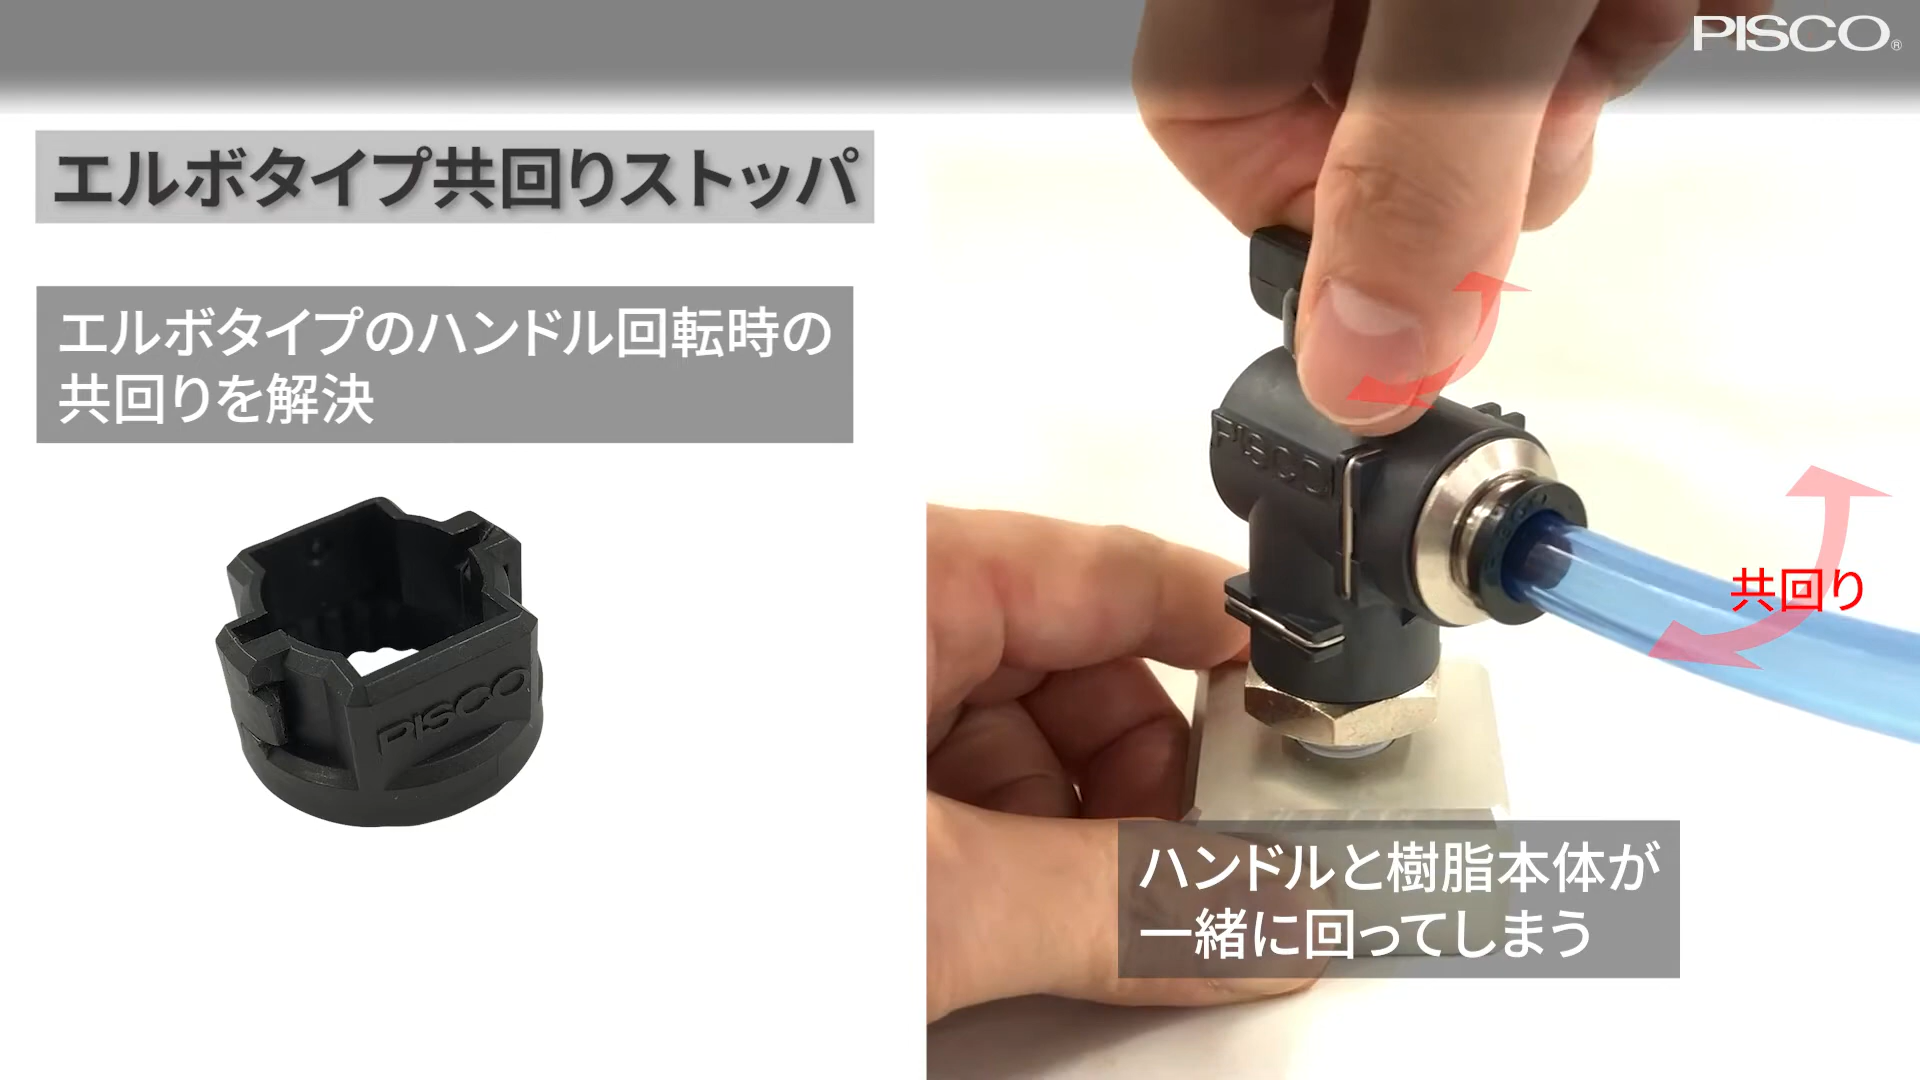 PISCO®
エルボタイプ共回りストッパ
エルボタイプのハンドル回転時の
共回りを解決
PISCO
PISCO
共回り
ハンドルと樹脂本体が
一緒に回ってしまう